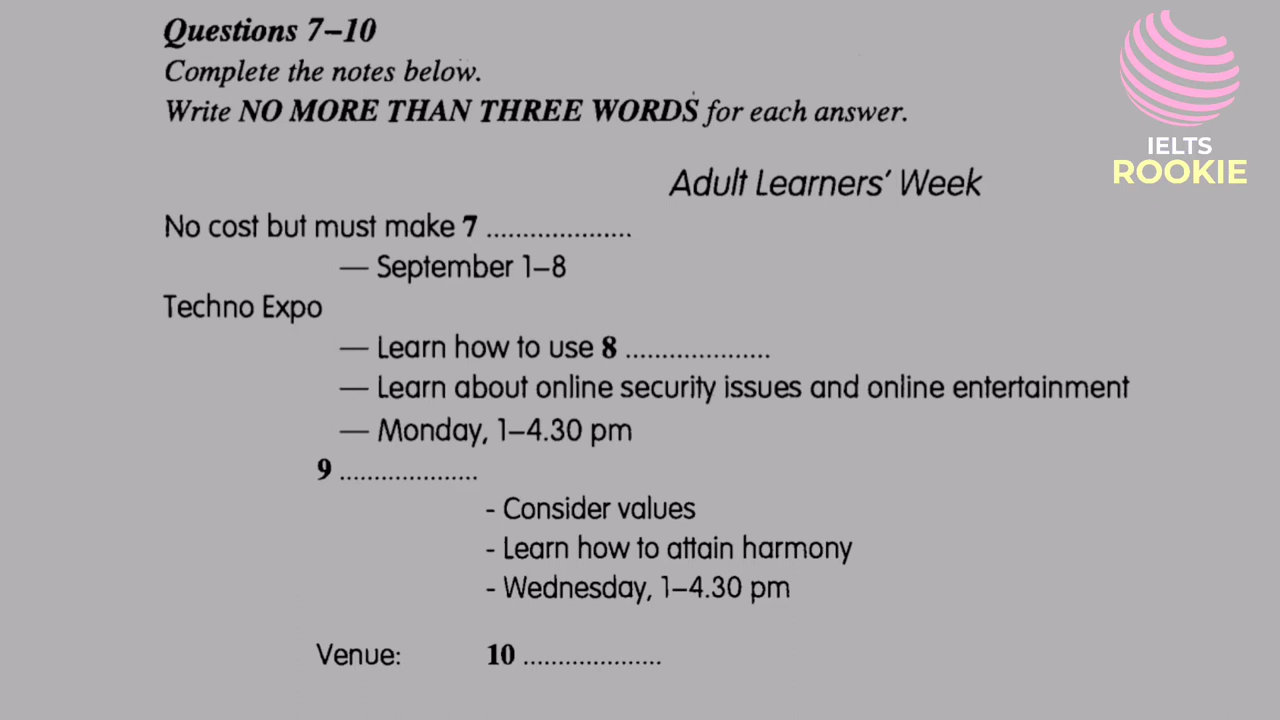 Questions 7–10
Complete the notes below.
Write NO MORE THAN THREE WORDS for each answer.
IELTS
ROOKIE
Adult Learners’ Week
No cost but must make 7 ....................
— September 1–8
Techno Expo
— Learn how to use 8 ....................
— Learn about online security issues and online entertainment
— Monday, 1–4.30 pm
9 ....................
- Consider values
- Learn how to attain harmony
- Wednesday, 1–4.30 pm
Venue: 10 ....................